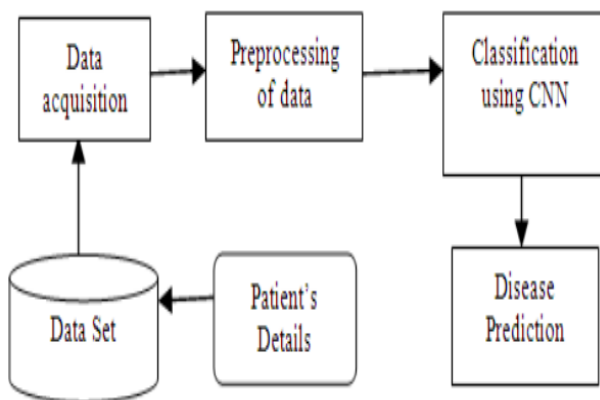 Data
acquisition
Preprocessing
of data
Classification
using CNN
Data Set
Patient's
Details
Disease
Prediction